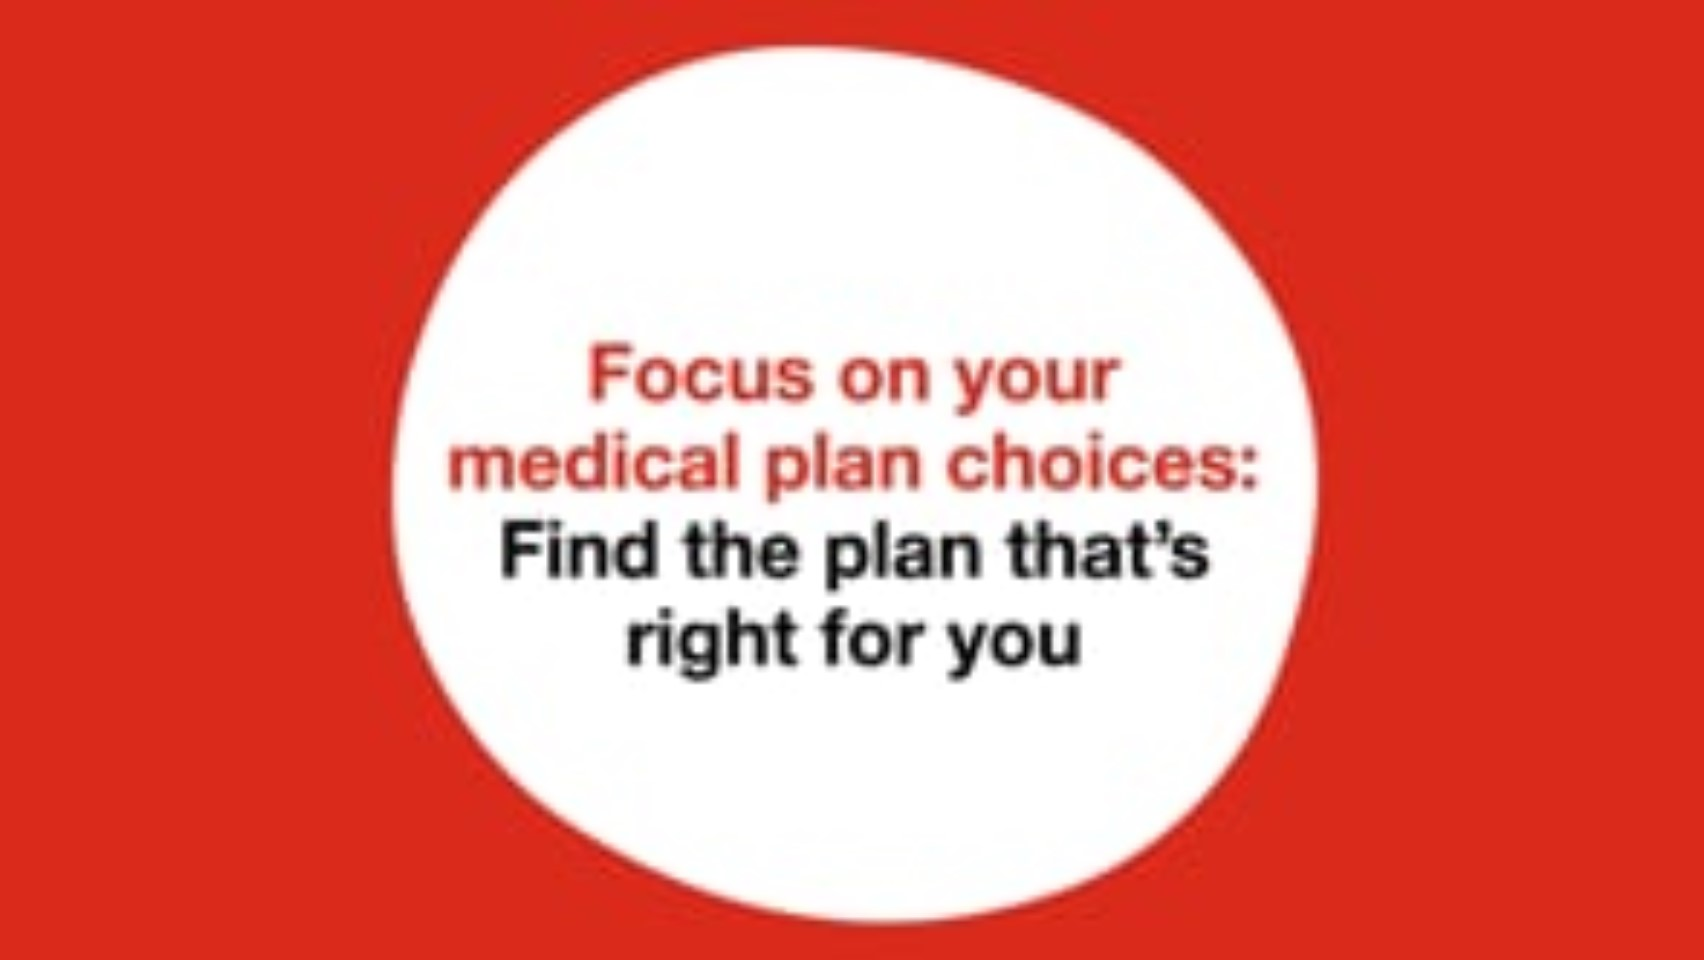 Focus on your
medical plan choices:
Find the plan that’s
right for you